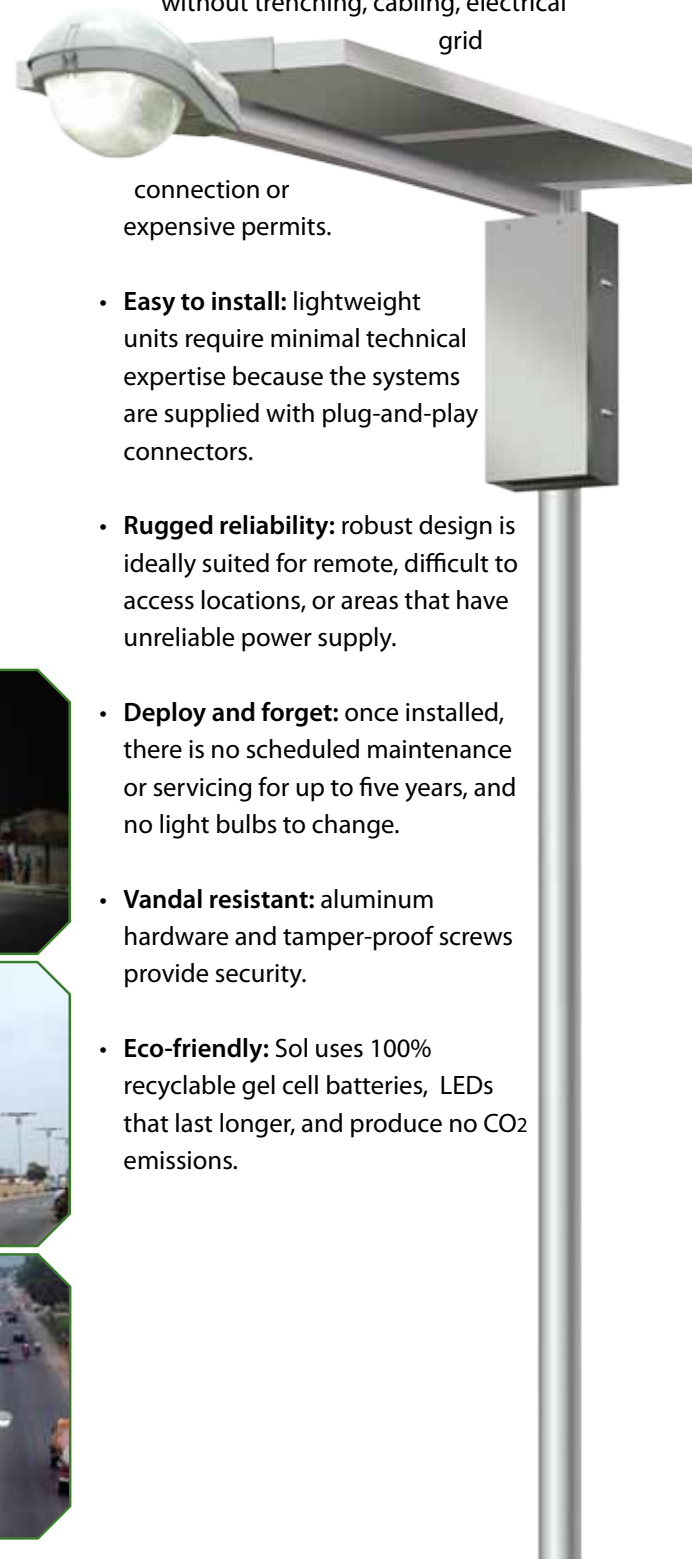 without trenching, cabling, electrical
grid
connection or
expensive permits.
• Easy to install: lightweight
units require minimal technical
expertise because the systems
are supplied with plug-and-play
connectors.
• Rugged reliability: robust design is
ideally suited for remote, difficult to
access locations, or areas that have
unreliable power supply.
• Deploy and forget: once installed,
there is no scheduled maintenance
or servicing for up to five years, and
no light bulbs to change.
• Vandal resistant: aluminum
hardware and tamper-proof screws
provide security.
• Eco-friendly: Sol uses 100%
recyclable gel cell batteries, LEDs
that last longer, and produce no CO2
emissions.